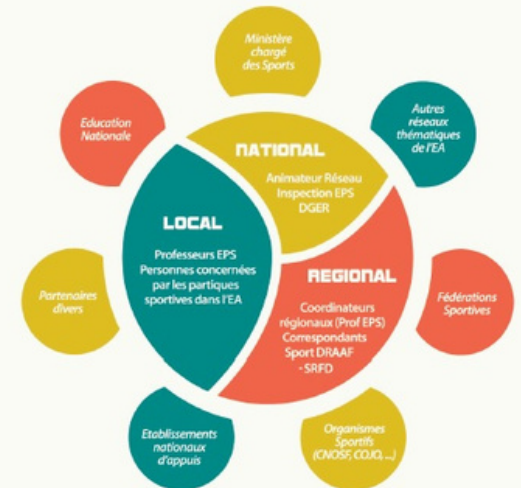 Ministère
chargé
des Sports
Education
Nationale
Autres
réseaux
thématiques
de l'EA
NATIONAL
Animateur Réseau
Inspection EPS
DGER
LOCAL
Professeurs EPS
Personnes concernées
par les partiques
sportives dans l'EA
REGIONAL
Coordinateurs
régionaux (Prof EPS)
Correspondants
Sport DRAAF
- SRFD
Partenaires
divers
Fédérations
Sportives
Etablissements
nationaux
d'appuis
Organismes
Sportifs
(CNOSF, COJO, ...)